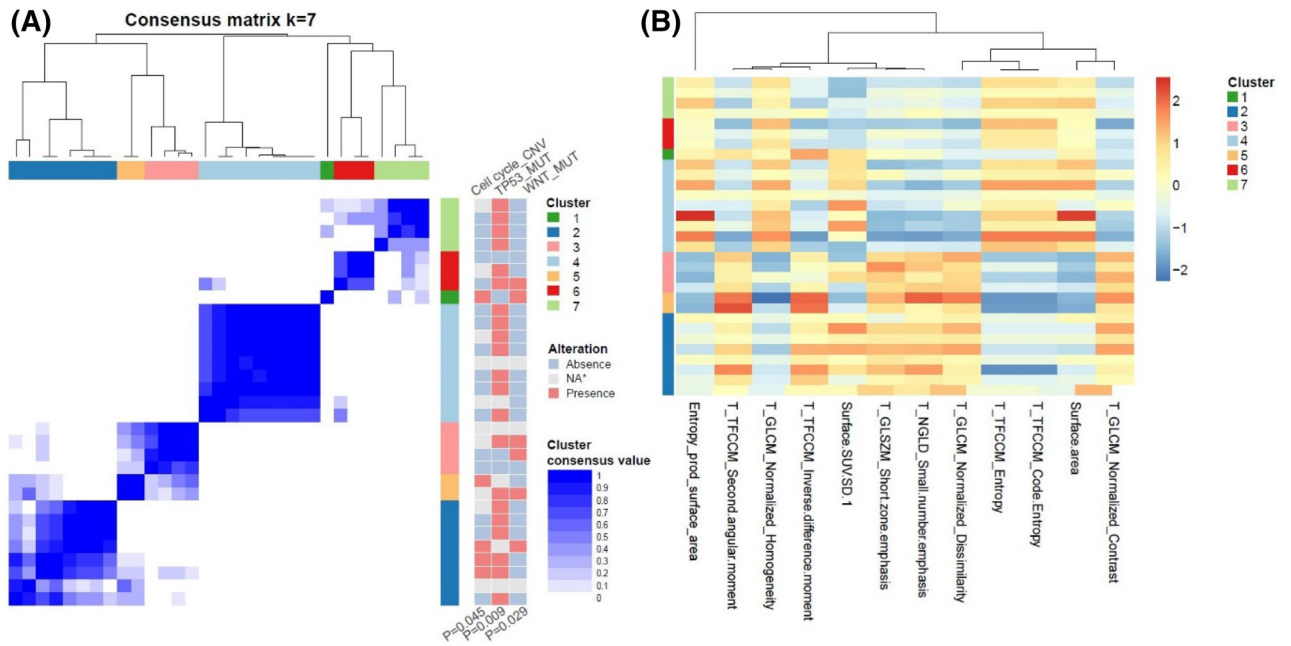 (A)
Consensus matrix k=7
Cell cycle_CNV
TP53_MUT
WNT_MUT
Cluster
1
2
3
4
5
6
7
Alteration
Absence
NA*
Presence
Cluster
consensus value
1
0.9
0.8
0.7
0.6
0.5
0.4
0.3
0.2
0.1
0
P=0.045
P=0.009
P=0.029
(B)
2
1
0
−1
−2
Cluster
1
2
3
4
5
6
7
Entropy_prod_surface_area
T_TFCCM_Second.angular.moment
T_GLCM_Normalized_Homogeneity
T_TFCCM_Inverse.difference.moment
Surface.SUVSD.1
T_GLSZM_Short.zone.emphasis
T_NGLD_Small.number.emphasis
T_GLCM_Normalized_Dissimilarity
T_TFCCM_Entropy
T_TFCCM_Code.Entropy
Surface.area
T_GLCM_Normalized_Contrast